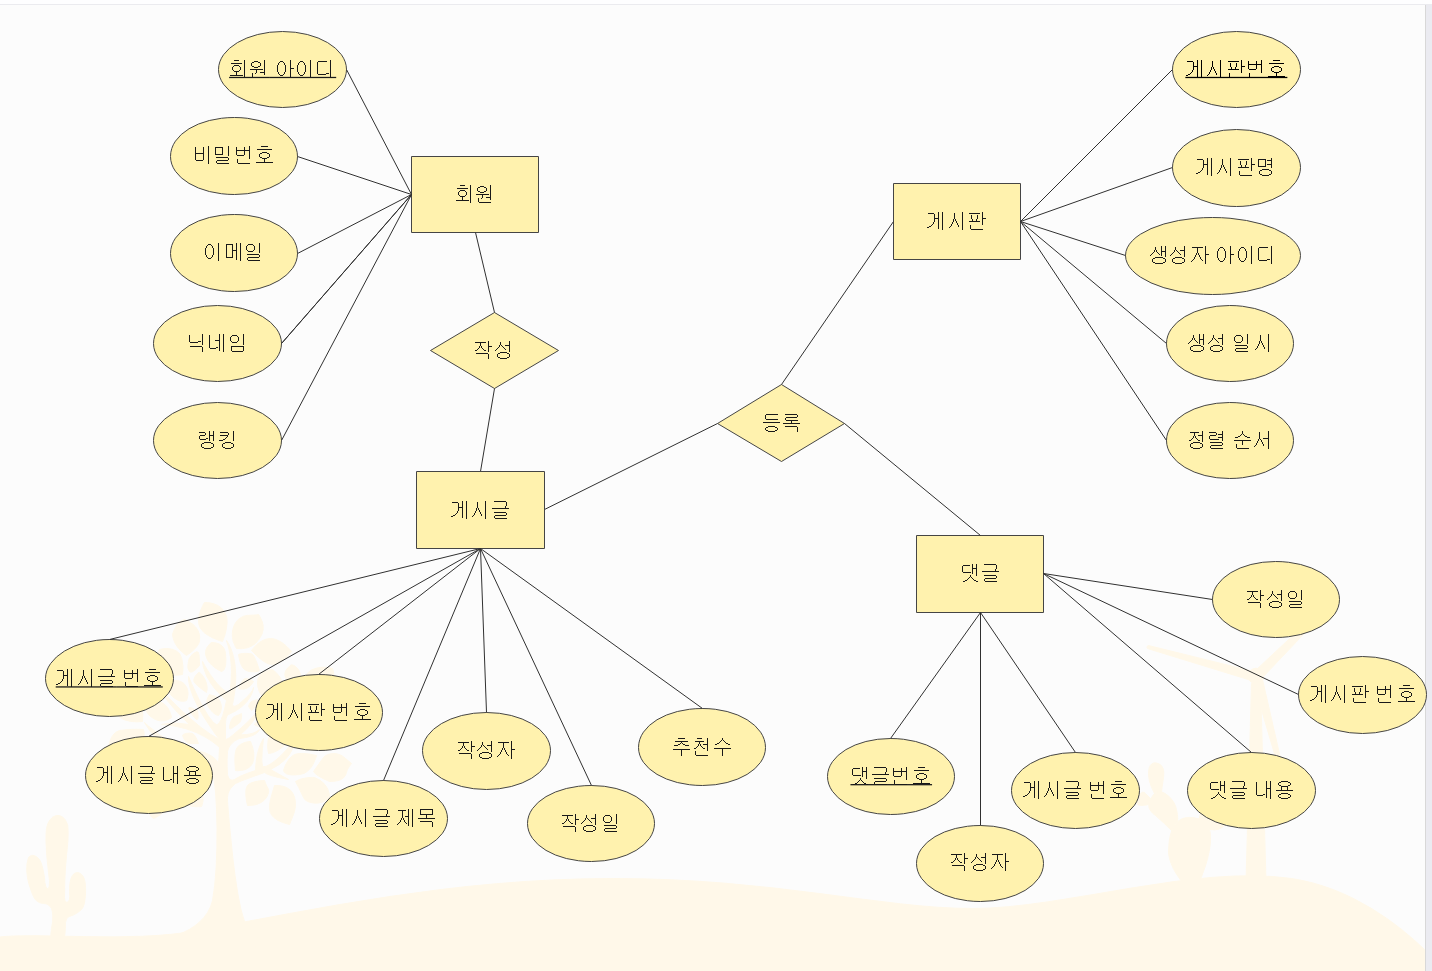 회원 아이디
비밀번호
이메일
닉네임
랭킹
회원
작성
게시판
게시판번호
게시판명
생성자 아이디
생성 일시
정렬 순서
등록
게시글
게시글 번호
게시글 내용
게시판 번호
게시글 제목
작성자
작성일
추천수
댓글
댓글번호
작성자
게시글 번호
댓글 내용
게시판 번호
작성일